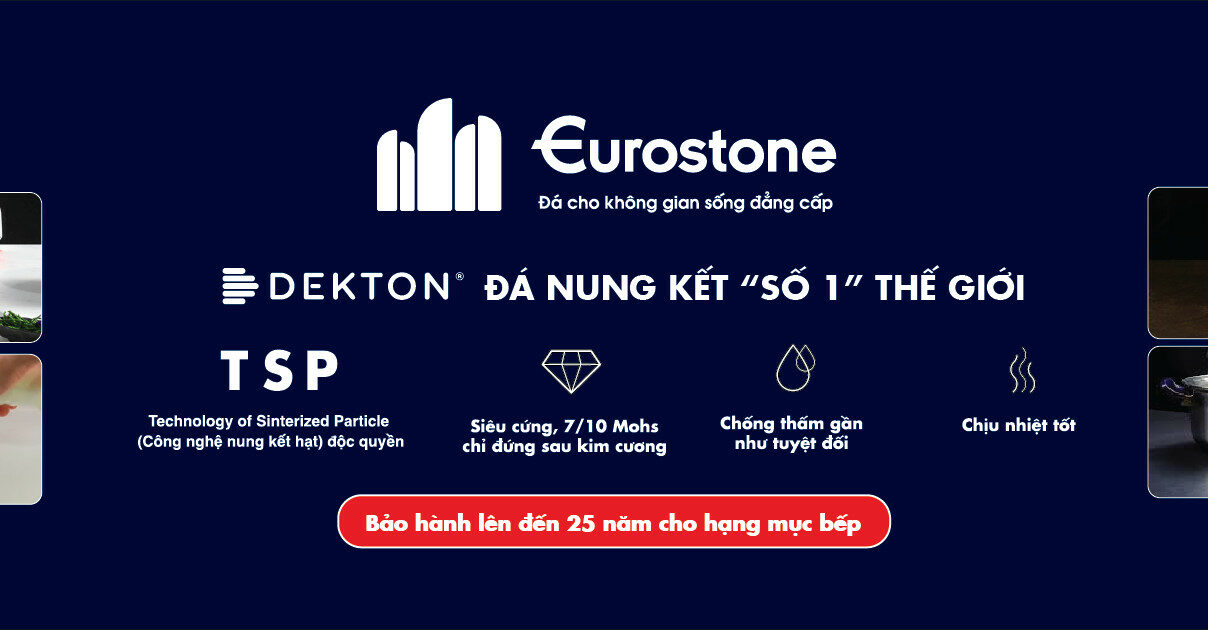 Eurostone
Đá cho không gian sống đẳng cấp
DEKTON® ĐÁ NUNG KẾT “SỐ 1” THẾ GIỚI
TSP
Technology of Sinterized Particle
(Công nghệ nung kết hạt) độc quyền
Siêu cứng, 7/10 Mohs
chỉ đứng sau kim cương
Chống thấm gần
như tuyệt đối
Chịu nhiệt tốt
Bảo hành lên đến 25 năm cho hạng mục bếp